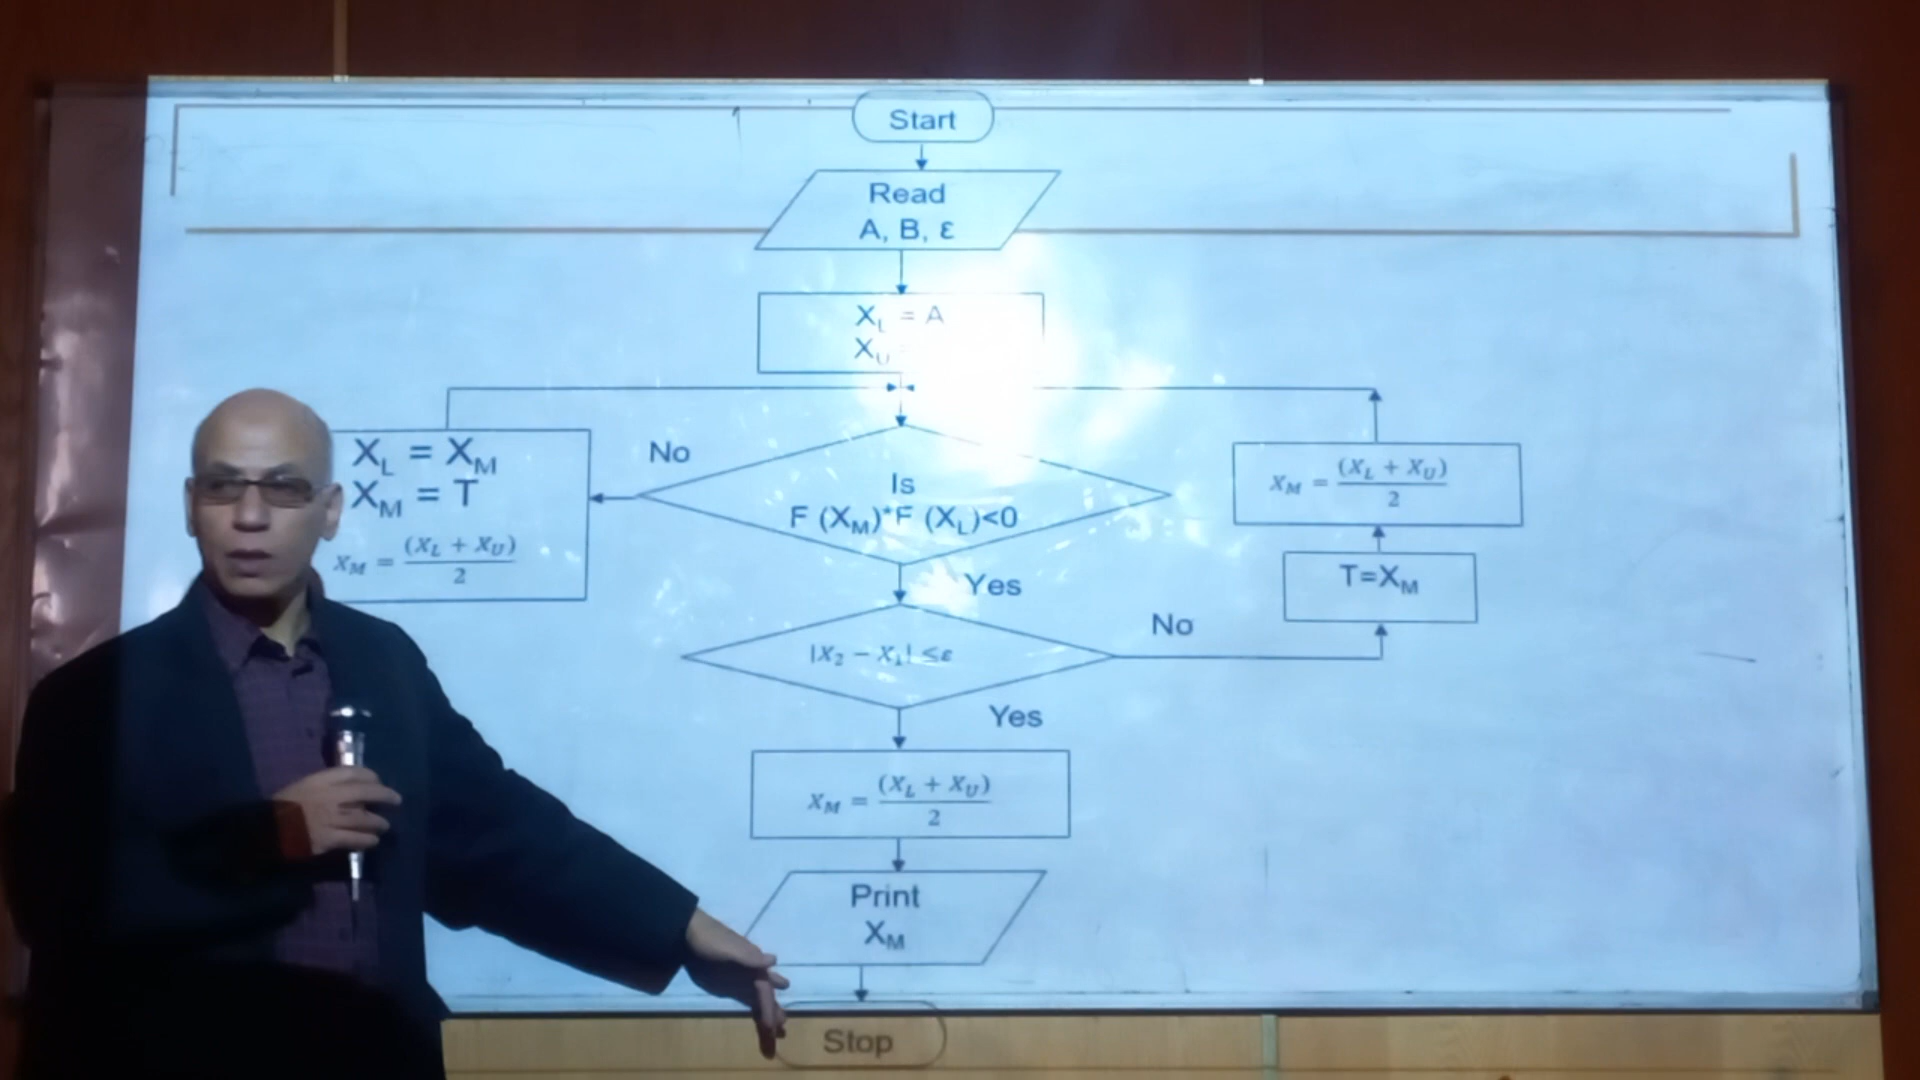 Start
Read
A, B, ε
X_L = A
X_U =
No
Is
F (X_M)*F (X_L)<0
X_L = X_M
X_M = T
X_M = (X_L + X_U) / 2
X_M = (X_L + X_U) / 2
T=X_M
Yes
No
|X_2 − X_1| ≤ε
Yes
X_M = (X_L + X_U) / 2
Print
X_M
Stop